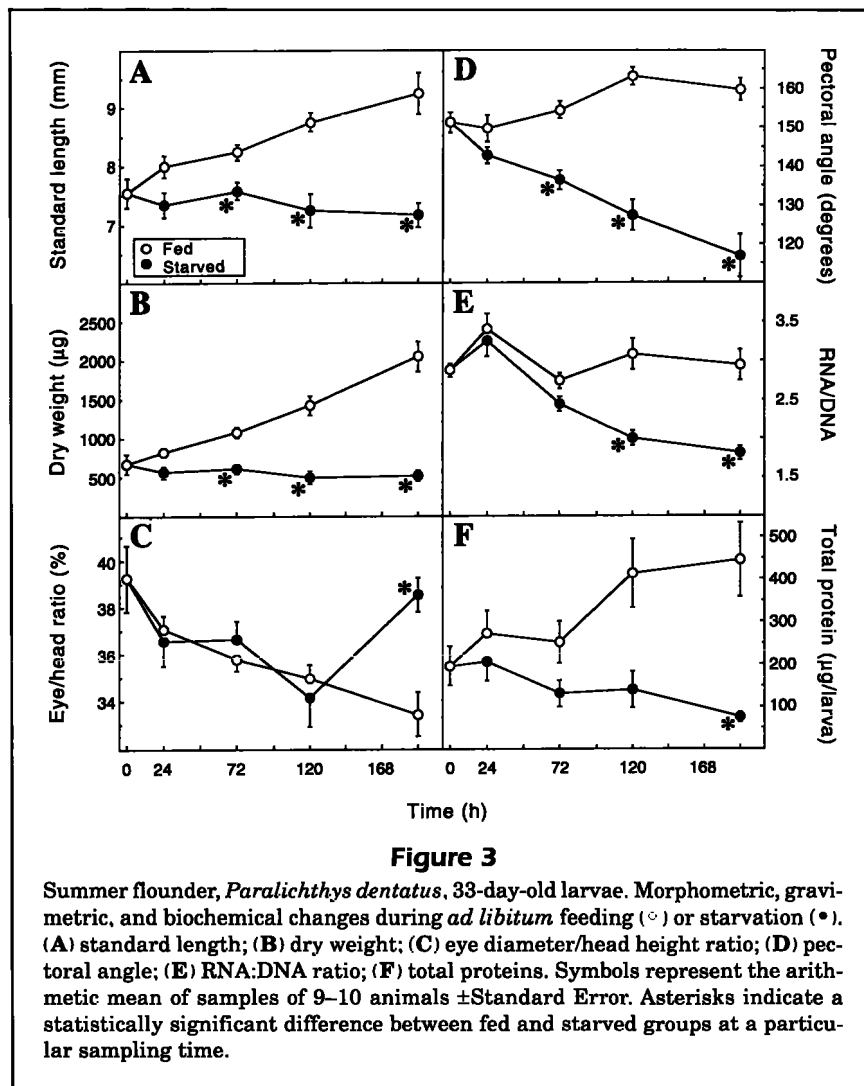 A
Standard length (mm)
9
8
7
Fed
Starved
D
Pectoral angle (degrees)
160
150
140
130
120
B
Dry weight (µg)
2500
2000
1500
1000
500
*
*
*
*
*
*
E
RNA/DNA
3.5
2.5
1.5
*
*
*
*
*
C
Eye/head ratio (%)
40
38
36
34
*
F
Total protein (µg/larva)
500
400
300
200
100
*
0 24 72 120 168
0 24 72 120 168
Time (h)
Figure 3
Summer flounder, Paralichthys dentatus, 33-day-old larvae. Morphometric, gravi-
metric, and biochemical changes during ad libitum feeding (○) or starvation (•).
(A) standard length; (B) dry weight; (C) eye diameter/head height ratio; (D) pec-
toral angle; (E) RNA:DNA ratio; (F) total proteins. Symbols represent the arith-
metic mean of samples of 9–10 animals ±Standard Error. Asterisks indicate a
statistically significant difference between fed and starved groups at a particu-
lar sampling time.